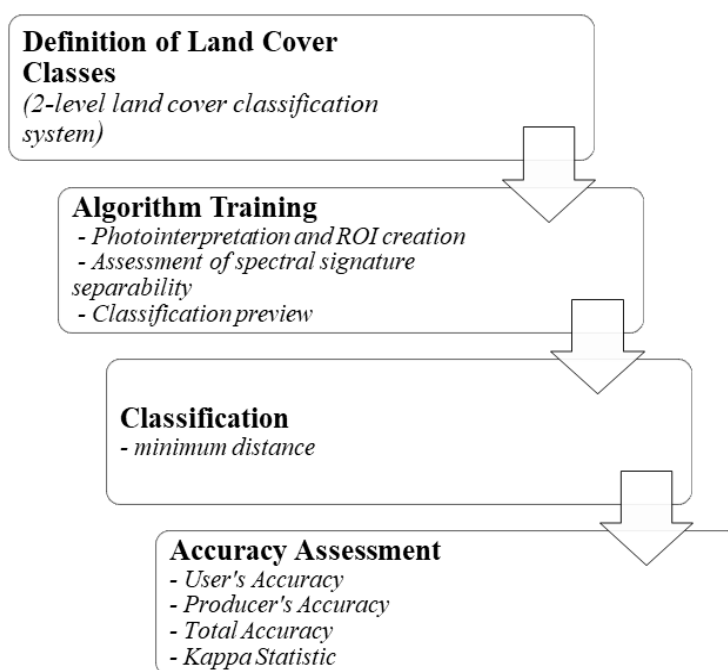 Definition of Land Cover
Classes
(2-level land cover classification
system)
Algorithm Training
- Photointerpretation and ROI creation
- Assessment of spectral signature
separability
- Classification preview
Classification
- minimum distance
Accuracy Assessment
- User's Accuracy
- Producer's Accuracy
- Total Accuracy
- Kappa Statistic